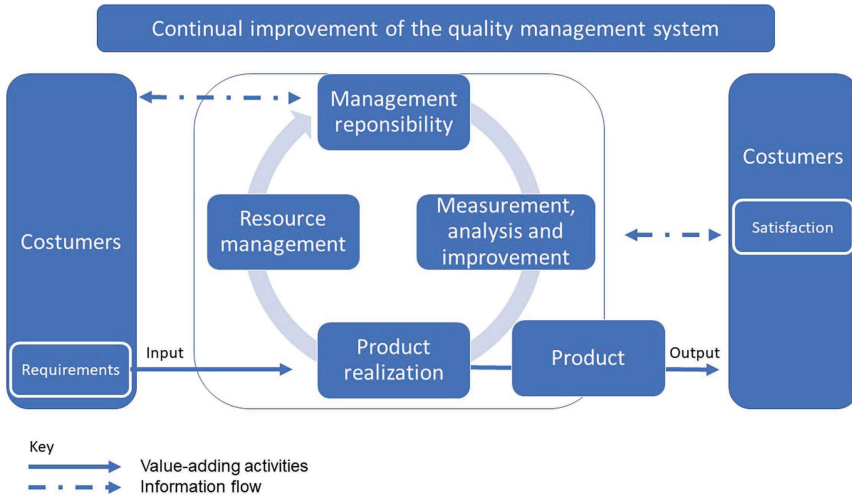 Continual improvement of the quality management system
Costumers
Requirements
Management
reponsibility
Resource
management
Measurement,
analysis and
improvement
Product
realization
Product
Input
Output
Costumers
Satisfaction
Key
Value-adding activities
Information flow